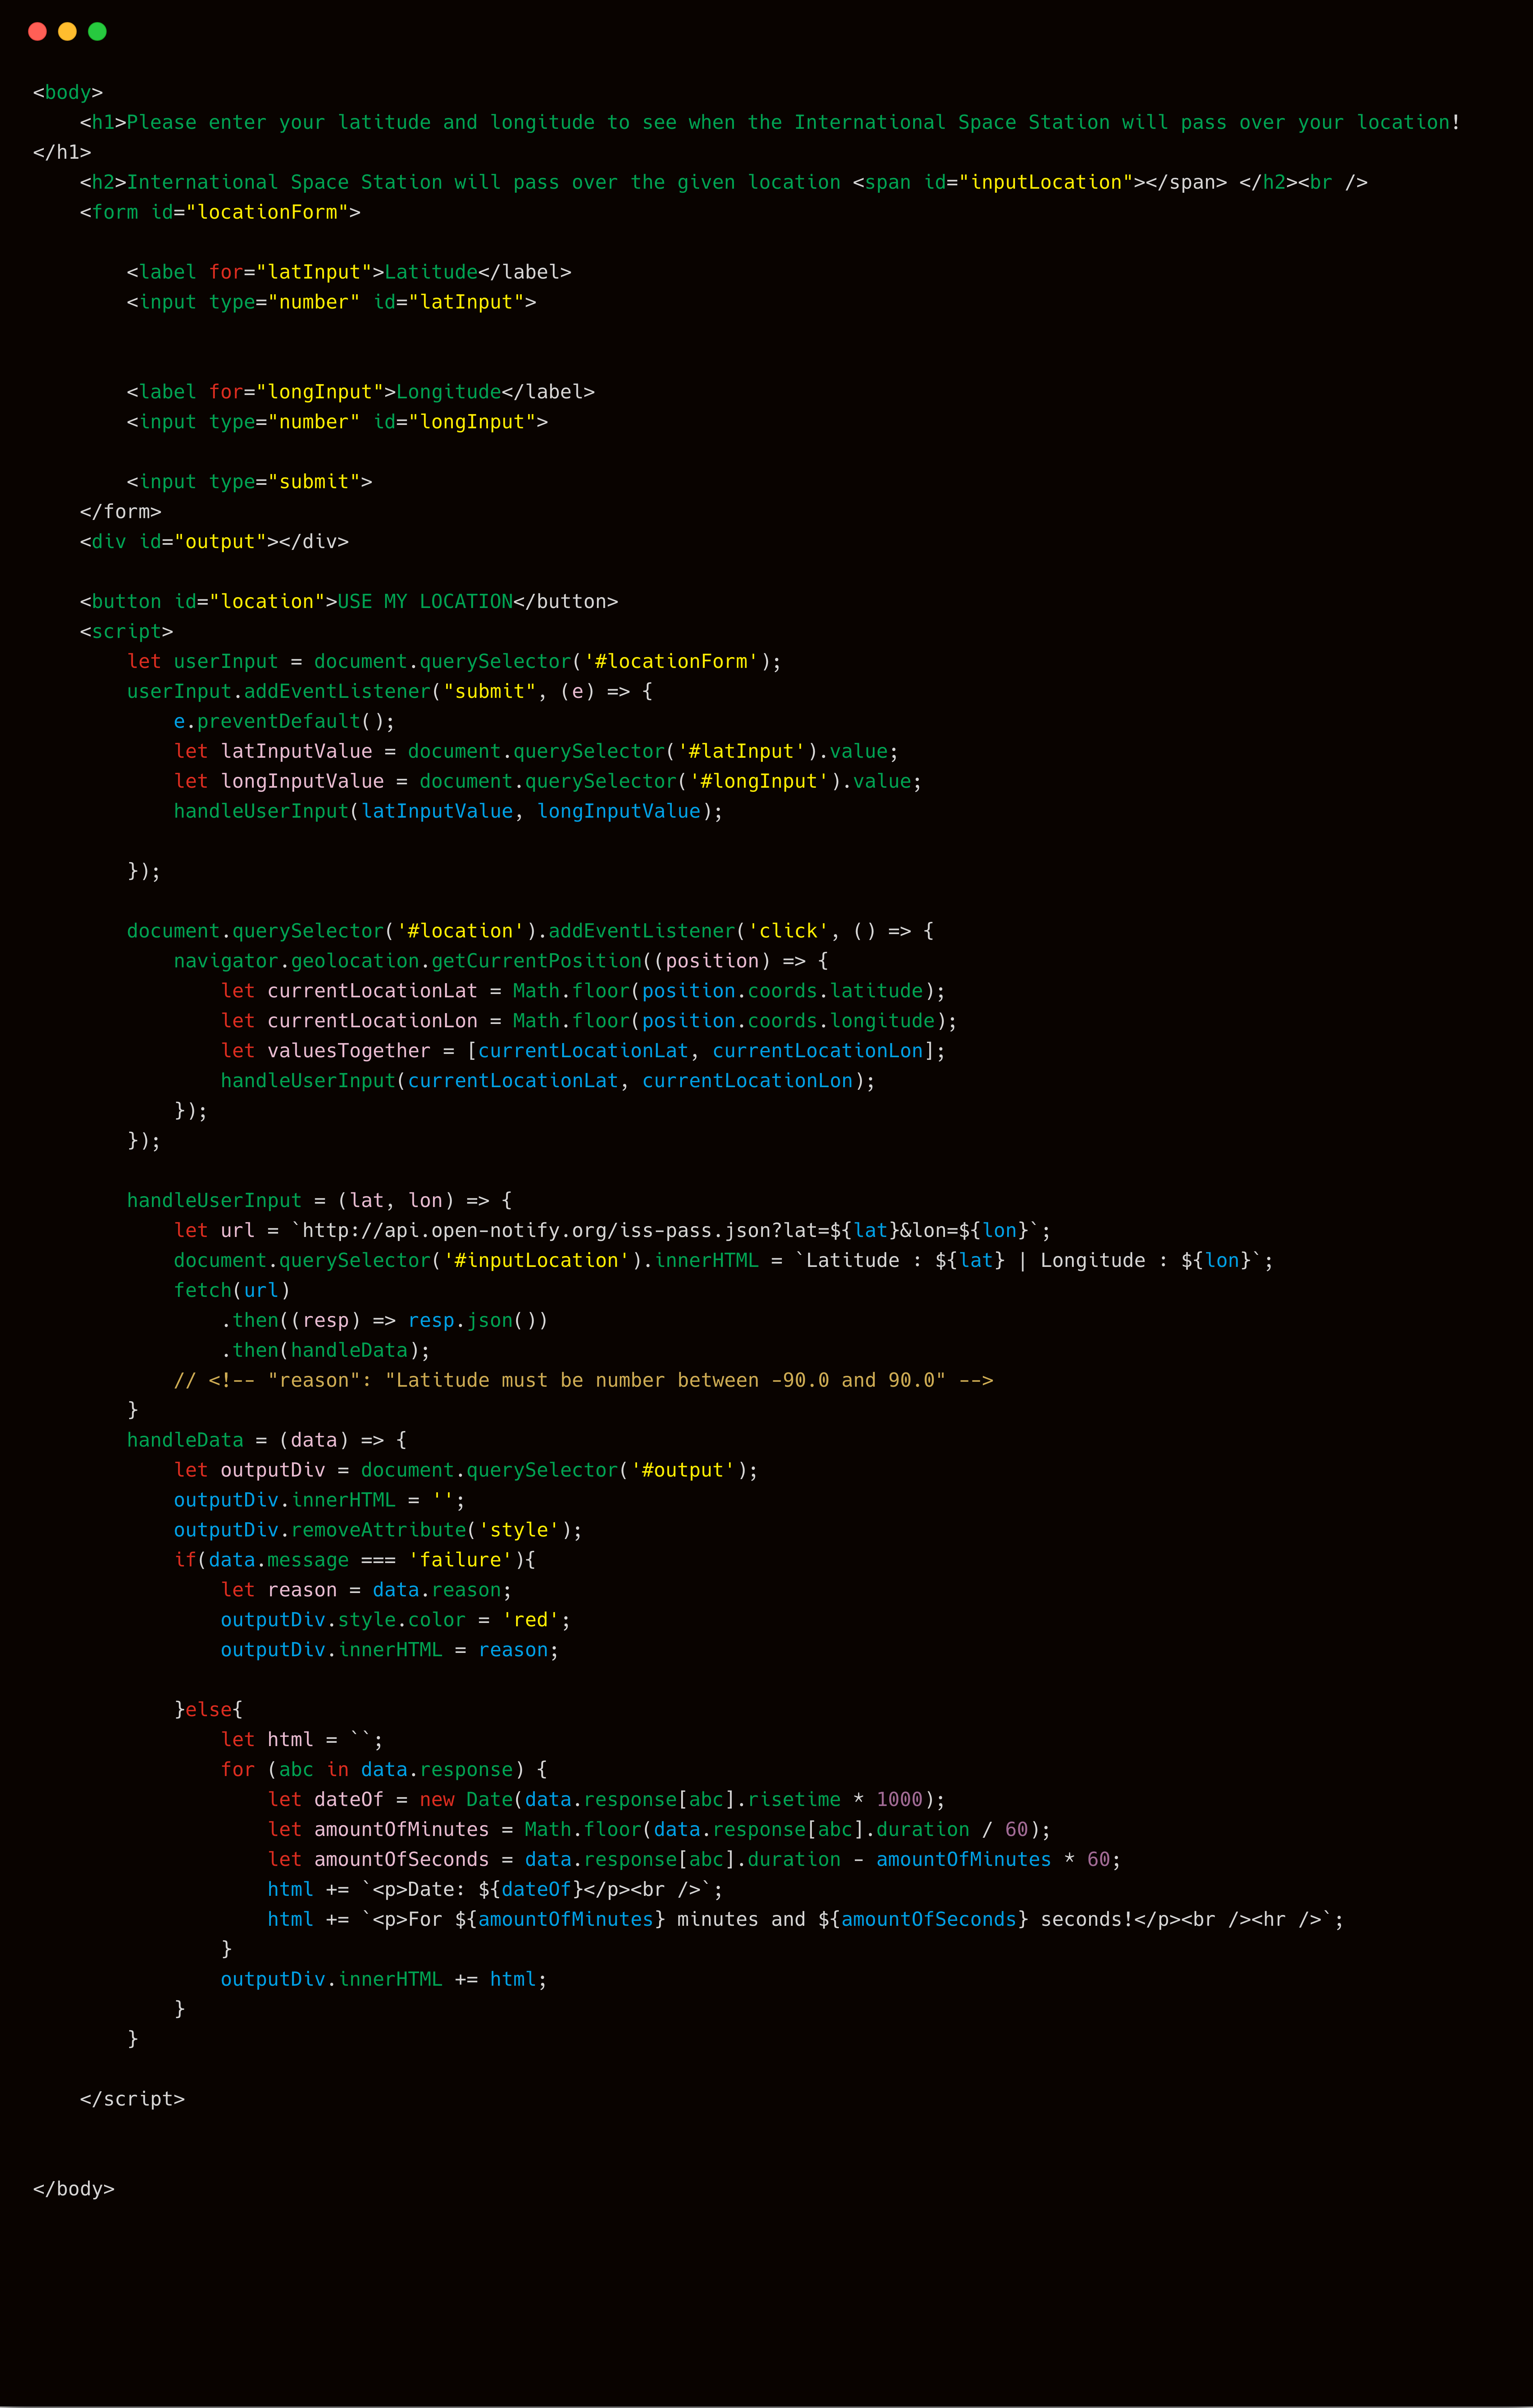 <body>
    <h1>Please enter your latitude and longitude to see when the International Space Station will pass over your location!
</h1>
    <h2>International Space Station will pass over the given location <span id="inputLocation"></span> </h2><br />
    <form id="locationForm">

        <label for="latInput">Latitude</label>
        <input type="number" id="latInput">


        <label for="longInput">Longitude</label>
        <input type="number" id="longInput">

        <input type="submit">
    </form>
    <div id="output"></div>

    <button id="location">USE MY LOCATION</button>
    <script>
        let userInput = document.querySelector('#locationForm');
        userInput.addEventListener("submit", (e) => {
            e.preventDefault();
            let latInputValue = document.querySelector('#latInput').value;
            let longInputValue = document.querySelector('#longInput').value;
            handleUserInput(latInputValue, longInputValue);

        });

        document.querySelector('#location').addEventListener('click', () => {
            navigator.geolocation.getCurrentPosition((position) => {
                let currentLocationLat = Math.floor(position.coords.latitude);
                let currentLocationLon = Math.floor(position.coords.longitude);
                let valuesTogether = [currentLocationLat, currentLocationLon];
                handleUserInput(currentLocationLat, currentLocationLon);
            });
        });

        handleUserInput = (lat, lon) => {
            let url = `http://api.open-notify.org/iss-pass.json?lat=${lat}&lon=${lon}`;
            document.querySelector('#inputLocation').innerHTML = `Latitude : ${lat} | Longitude : ${lon}`;
            fetch(url)
                .then((resp) => resp.json())
                .then(handleData);
            // <!-- "reason": "Latitude must be number between -90.0 and 90.0" -->
        }
        handleData = (data) => {
            let outputDiv = document.querySelector('#output');
            outputDiv.innerHTML = '';
            outputDiv.removeAttribute('style');
            if(data.message === 'failure'){
                let reason = data.reason;
                outputDiv.style.color = 'red';
                outputDiv.innerHTML = reason;

            }else{
                let html = ``;
                for (abc in data.response) {
                    let dateOf = new Date(data.response[abc].risetime * 1000);
                    let amountOfMinutes = Math.floor(data.response[abc].duration / 60);
                    let amountOfSeconds = data.response[abc].duration - amountOfMinutes * 60;
                    html += `<p>Date: ${dateOf}</p><br />`;
                    html += `<p>For ${amountOfMinutes} minutes and ${amountOfSeconds} seconds!</p><br /><hr />`;
                }
                outputDiv.innerHTML += html;
            }
        }

    </script>


</body>